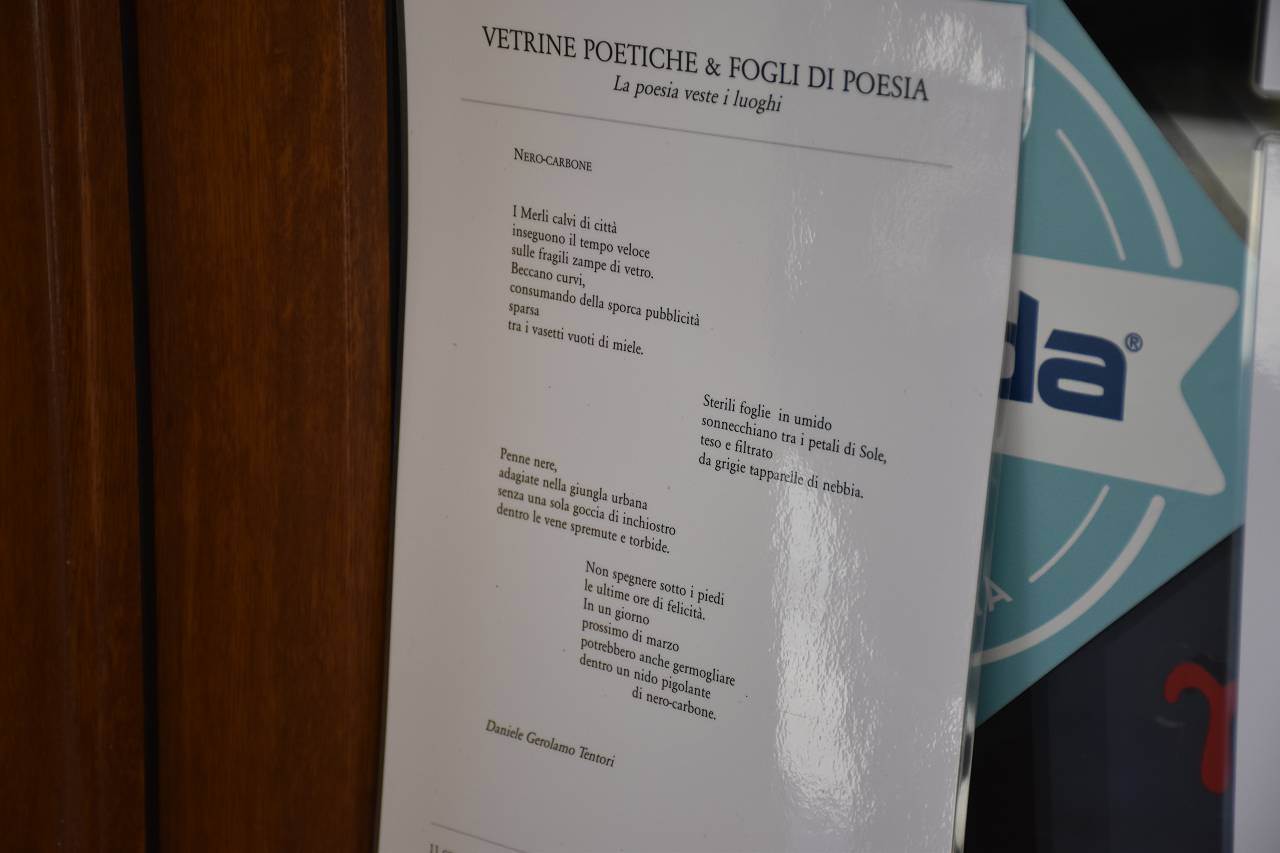 VETRINE POETICHE & FOGLI DI POESIA
La poesia veste i luoghi
NERO-CARBONE
I Merli calvi di città
inseguono il tempo veloce
sulle fragili zampe di vetro.
Beccano curvi,
consumando della sporca pubblicità
sparsa
tra i vasetti vuoti di miele.
Sterili foglie in umido
sonnecchiano tra i petali di Sole,
teso e filtrato
da grigie tapparelle di nebbia.
Penne nere,
adagiate nella giungla urbana
senza una sola goccia di inchiostro
dentro le vene spremute e torbide.
Non spegnere sotto i piedi
le ultime ore di felicità.
In un giorno
prossimo di marzo
potrebbero anche germogliare
dentro un nido pigolante
di nero-carbone.
Daniele Gerolamo Tentori
da®